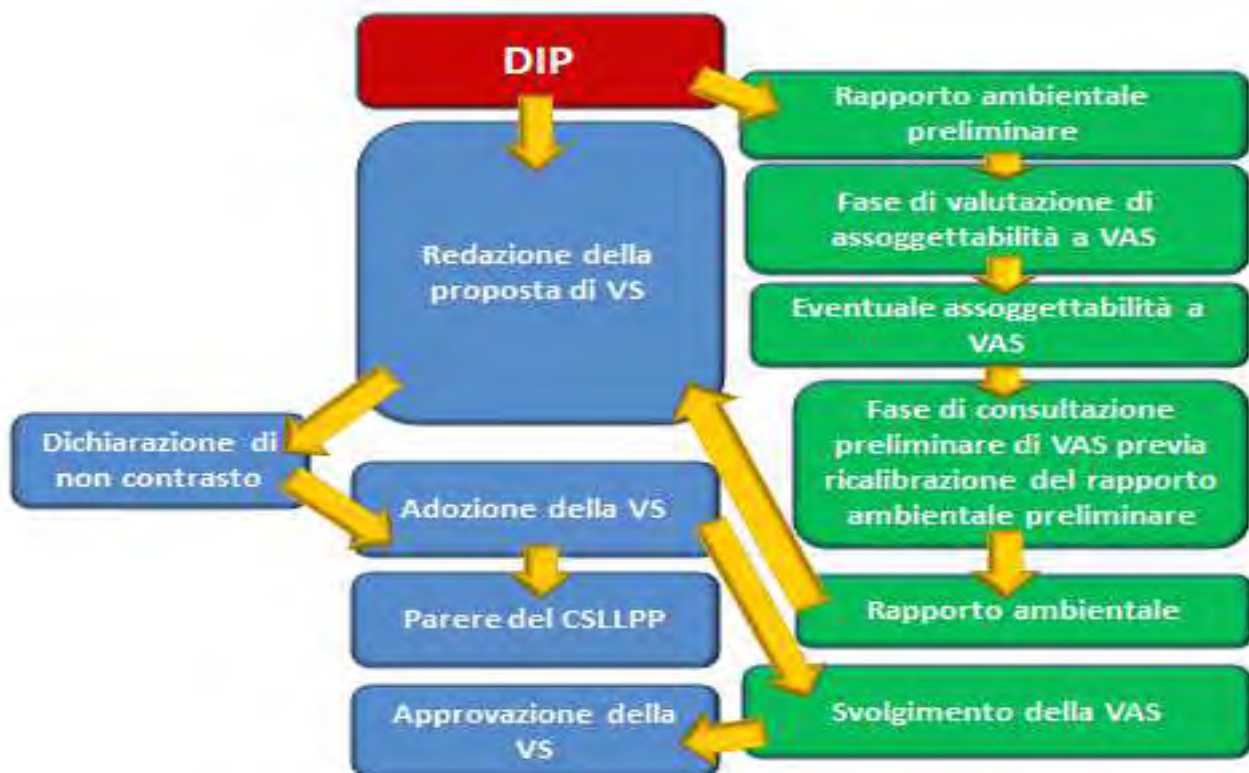 DIP
Rapporto ambientale
preliminare
Fase di valutazione di
assoggettabilità a VAS
Redazione della
proposta di VS
Eventuale assoggettabilità a
VAS
Fase di consultazione
preliminare di VAS previa
ricalibrazione del rapporto
ambientale preliminare
Dichiarazione di
non contrasto
Adozione della VS
Parere del CSLLPP
Rapporto ambientale
Approvazione della
VS
Svolgimento della VAS